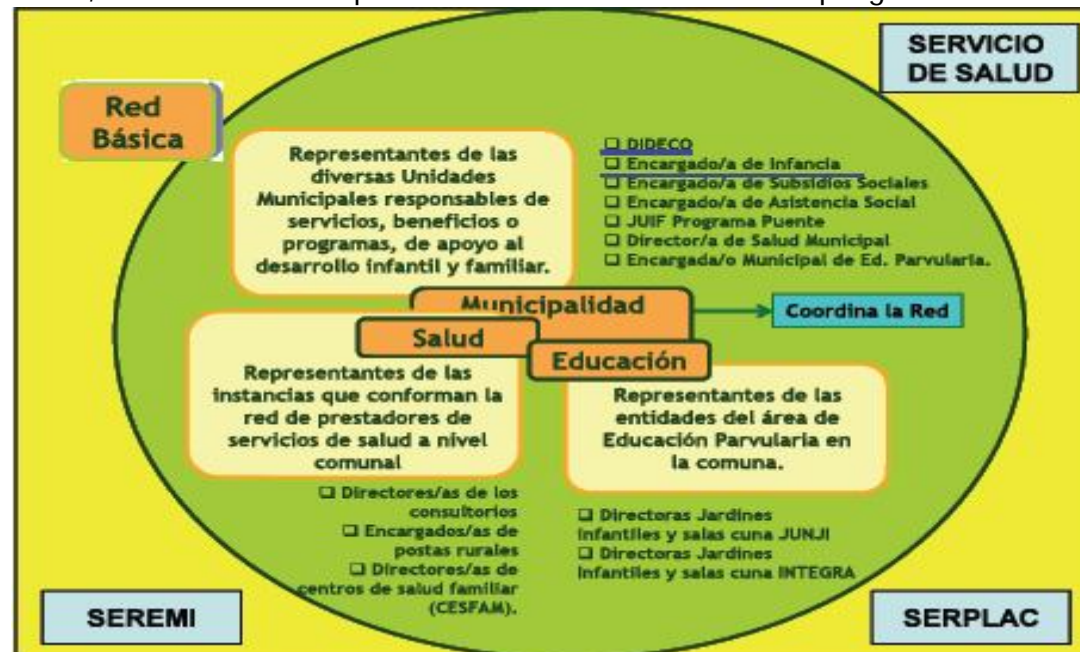 SERVICIO
DE SALUD
Red
Básica
Representantes de las
diversas Unidades
Municipales responsables de
servicios, beneficios o
programas, de apoyo al
desarrollo infantil y familiar.
❑ DIDECO
❑ Encargado/a de Infancia
❑ Encargado/a de Subsidios Sociales
❑ Encargado/a de Asistencia Social
❑ JUIF Programa Puente
❑ Director/a de Salud Municipal
❑ Encargada/o Municipal de Ed. Parvularia.
Municipalidad
Coordina la Red
Salud
Educación
Representantes de las
instancias que conforman la
red de prestadores de
servicios de salud a nivel
comunal
Representantes de las
entidades del área de
Educación Parvularia en
la comuna.
❑ Directores/as de los
consultorios
❑ Encargados/as de
postas rurales
❑ Directores/as de
centros de salud familiar
(CESFAM).
❑ Directoras Jardines
Infantiles y salas cuna JUNJI
❑ Directoras Jardines
Infantiles y salas cuna INTEGRA
SEREMI
SERPLAC